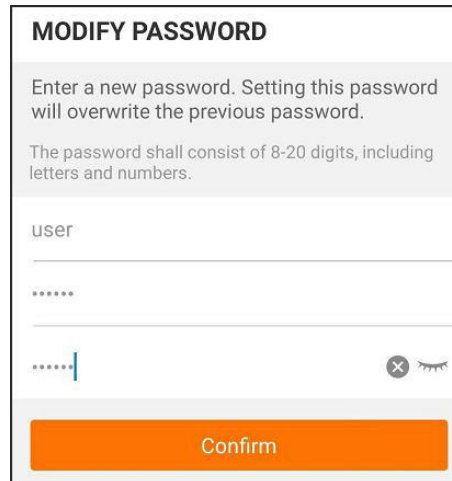 MODIFY PASSWORD
Enter a new password. Setting this password
will overwrite the previous password.
The password shall consist of 8-20 digits, including
letters and numbers.
user
••••••
••••••
Confirm